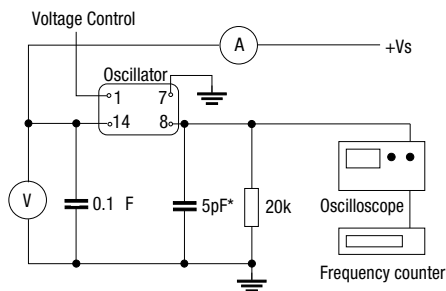 Voltage Control
A
+Vs
Oscillator
1 7
14 8
V
0.1 F
5pF*
20k
Oscilloscope
Frequency counter